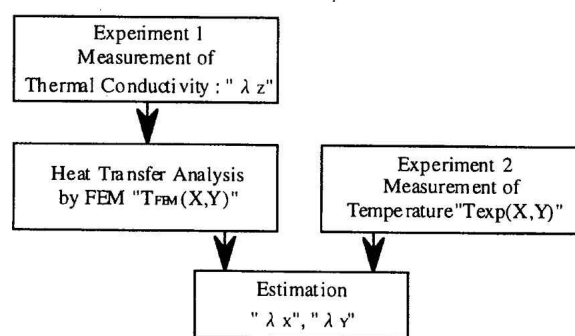 Experiment 1
Measurement of
Thermal Conductivity : " λ z"
Heat Transfer Analysis
by FEM "TFEM(X,Y)"
Experiment 2
Measurement of
Temperature"Texp(X,Y)"
Estimation
" λ X", " λ Y"